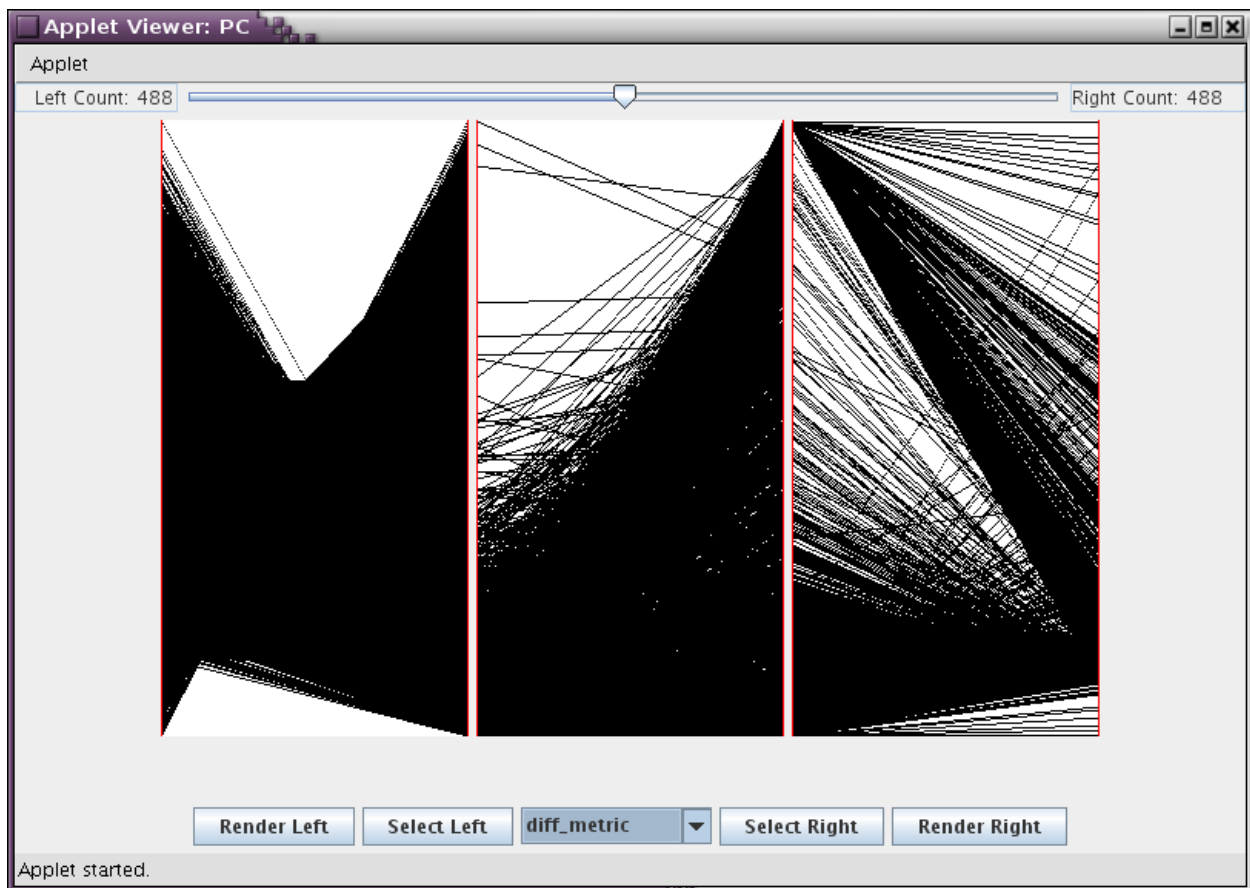 Applet Viewer: PC
Applet
Left Count: 488
Right Count: 488
Render Left
Select Left
diff_metric
Select Right
Render Right
Applet started.